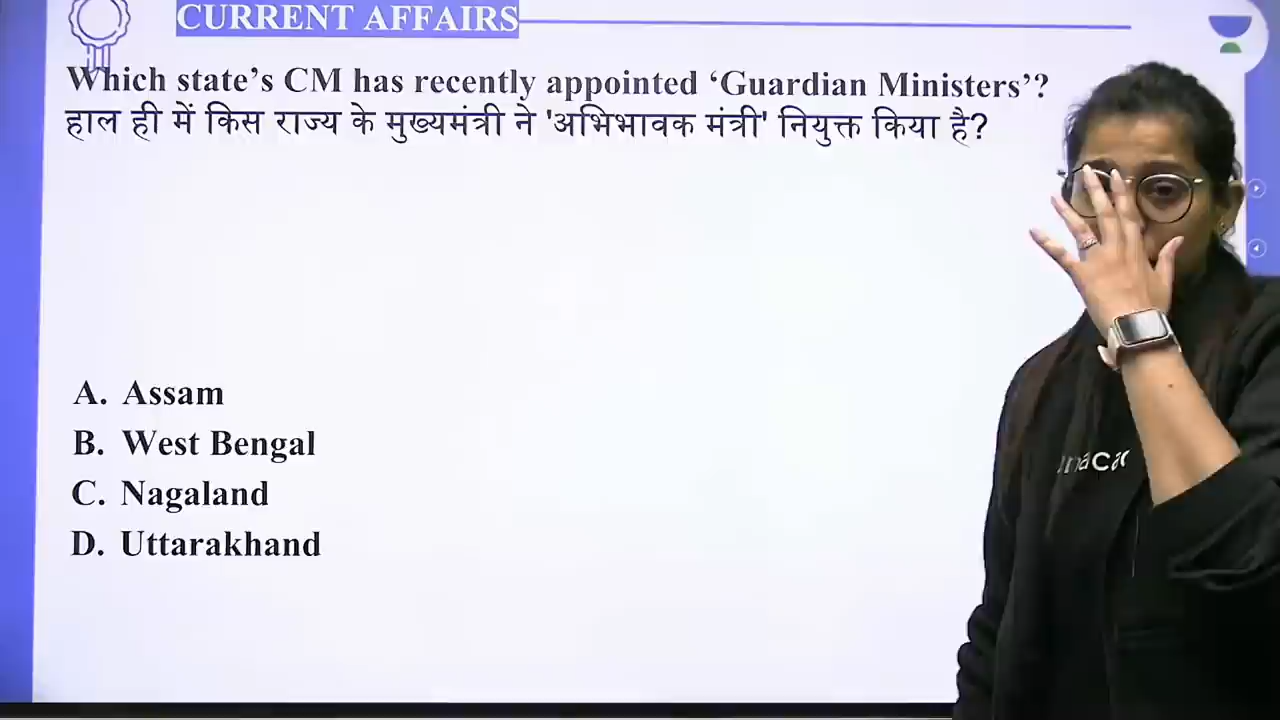 CURRENT AFFAIRS
Which state's CM has recently appointed ‘Guardian Ministers’?
हाल ही में किस राज्य के मुख्यमंत्री ने 'अभिभावक मंत्री' नियुक्त किया है?
A. Assam
B. West Bengal
C. Nagaland
D. Uttarakhand